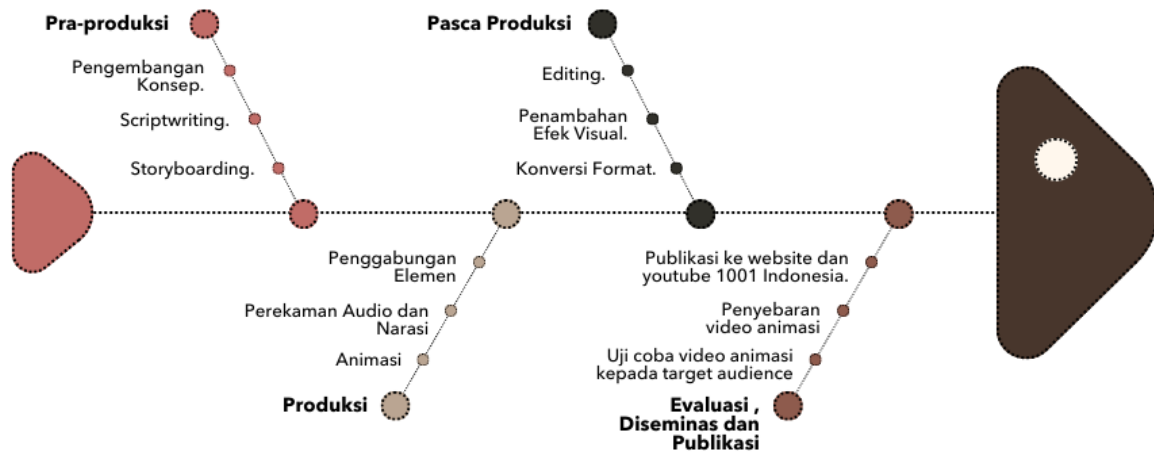 Pra-produksi
Pengembangan
Konsep.
Scriptwriting.
Storyboarding.
Pasca Produksi
Editing.
Penambahan
Efek Visual.
Konversi Format.
Penggabungan
Elemen
Perekaman Audio dan
Narasi
Animasi
Produksi
Publikasi ke website dan
youtube 1001 Indonesia.
Penyebaran
video animasi
Uji coba video animasi
kepada target audience
Evaluasi ,
Diseminas dan
Publikasi